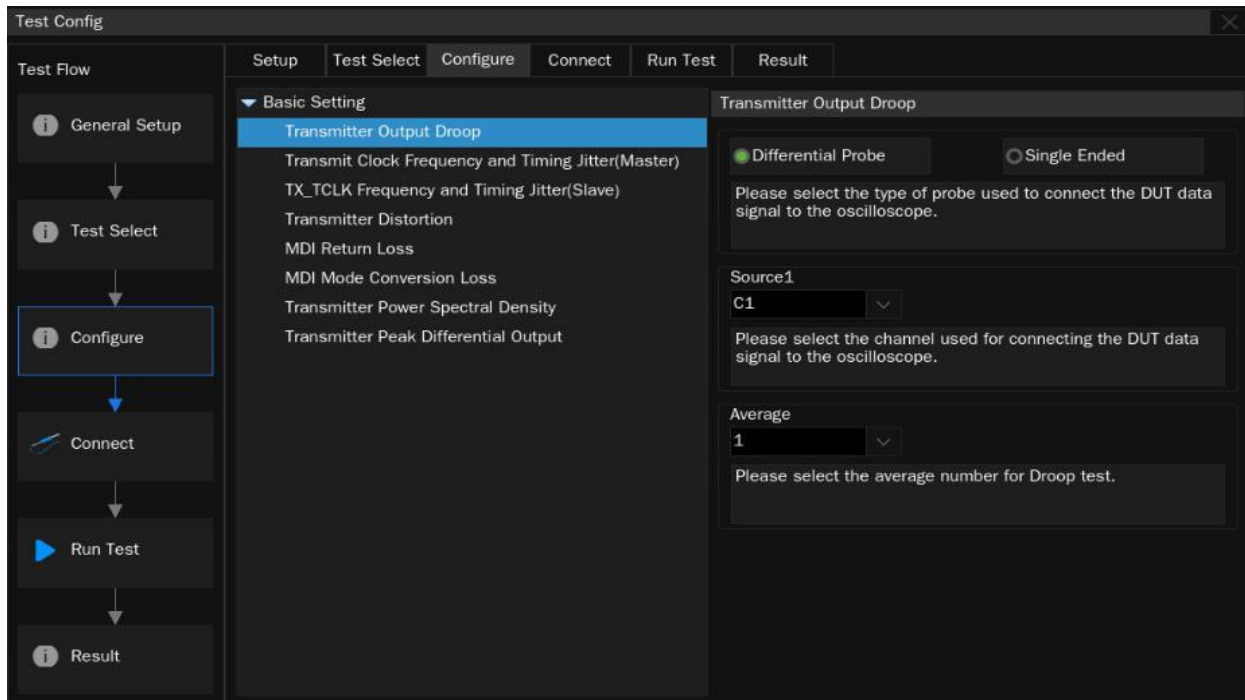 Test Config
Test Flow
General Setup
Test Select
Configure
Connect
Run Test
Result
Setup
Test Select
Configure
Connect
Run Test
Result
Basic Setting
Transmitter Output Droop
Transmit Clock Frequency and Timing Jitter(Master)
TX_TCLK Frequency and Timing Jitter(Slave)
Transmitter Distortion
MDI Return Loss
MDI Mode Conversion Loss
Transmitter Power Spectral Density
Transmitter Peak Differential Output
Transmitter Output Droop
Differential Probe
Single Ended
Please select the type of probe used to connect the DUT data
signal to the oscilloscope.
Source1
C1
Please select the channel used for connecting the DUT data
signal to the oscilloscope.
Average
1
Please select the average number for Droop test.